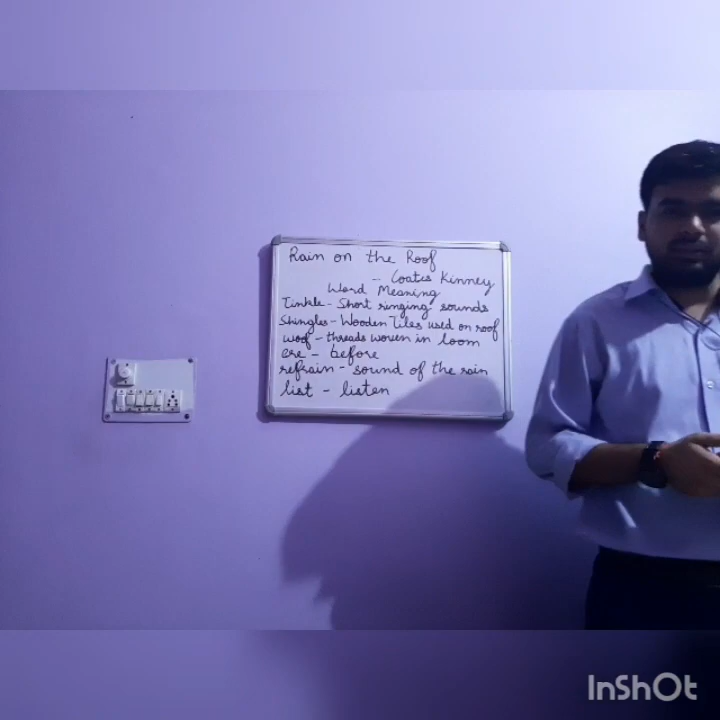 Rain on the Roof
- Coates Kinney
Word Meaning
Tinkle - Short ringing sounds
Shingles - Wooden Tiles used on roof
woof - threads woven in loom
ere - before
refrain - sound of the rain
list - listen
InShOt